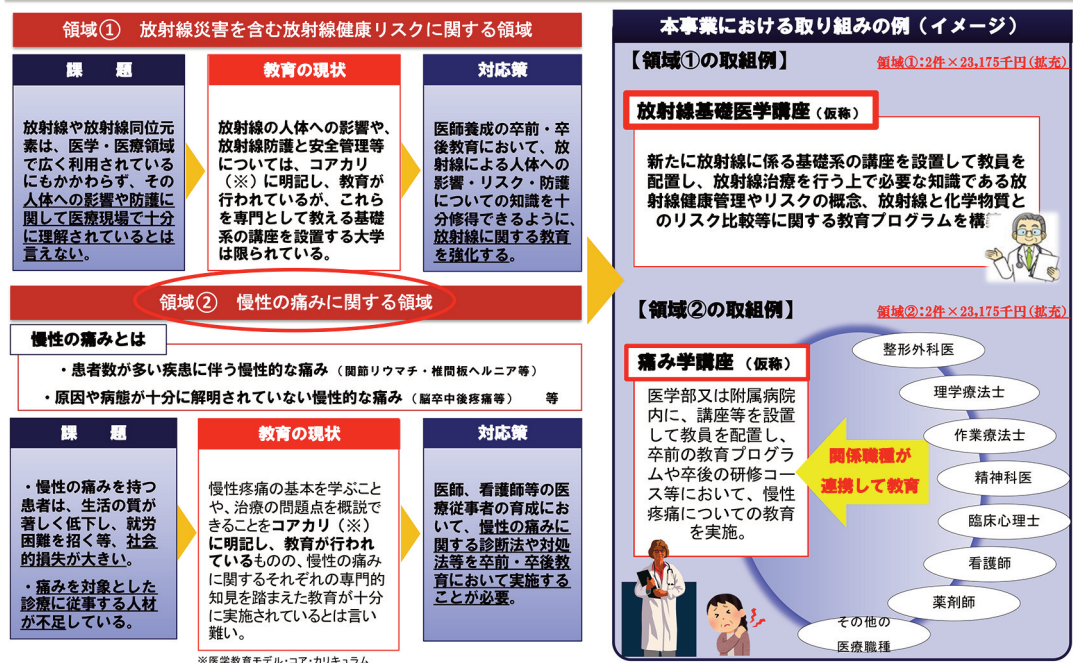 領域① 放射線災害を含む放射線健康リスクに関する領域
課 題
放射線や放射線同位元
素は、医学・医療領域
で広く利用されている
にもかかわらず、その
人体への影響や防護に
関して医療現場で十分
に理解されているとは
言えない。
教育の現状
放射線の人体への影響や、
放射線防護と安全管理等
については、コアカリ
（※）に明記し、教育が
行われているが、これら
を専門として教える基礎
系の講座を設置する大学
は限られている。
対応策
医師養成の卒前・卒
後教育において、放
射線による人体への
影響・リスク・防護
についての知識を十
分修得できるように、
放射線に関する教育
を強化する。
領域② 慢性の痛みに関する領域
慢性の痛みとは
・患者数が多い疾患に伴う慢性的な痛み（関節リウマチ・椎間板ヘルニア等）
・原因や病態が十分に解明されていない慢性的な痛み（脳卒中後疼痛等） 等
課 題
・慢性の痛みを持つ
患者は、生活の質が
著しく低下し、就労
困難を招く等、社会
的損失が大きい。
・痛みを対象とした
診療に従事する人材
が不足している。
教育の現状
慢性疼痛の基本を学ぶこと
や、治療の問題点を概説で
きることをコアカリ（※）
に明記し、教育が行われ
ているものの、慢性の痛み
に関するそれぞれの専門的
知見を踏まえた教育が十分
に実施されているとは言い
難い。
対応策
医師、看護師等の医
療従事者の育成にお
いて、慢性の痛みに
関する診断法や対処
法等を卒前・卒後教
育において実施する
ことが必要。
※医学教育モデル・コア・カリキュラム
本事業における取り組みの例（イメージ）
【領域①の取組例】
領域①：2件×23,175千円（拡充）
放射線基礎医学講座（仮称）
新たに放射線に係る基礎系の講座を設置して教員を
配置し、放射線治療を行う上で必要な知識である放
射線健康管理やリスクの概念、放射線と化学物質と
のリスク比較等に関する教育プログラムを構
【領域②の取組例】
領域②：2件×23,175千円（拡充）
痛み学講座（仮称）
医学部又は附属病院
内に、講座等を設置
して教員を配置し、
卒前の教育プログラ
ムや卒後の研修コー
ス等において、慢性
疼痛についての教育
を実施。
関係職種が
連携して教育
整形外科医
理学療法士
作業療法士
精神科医
臨床心理士
看護師
薬剤師
その他の
医療職種